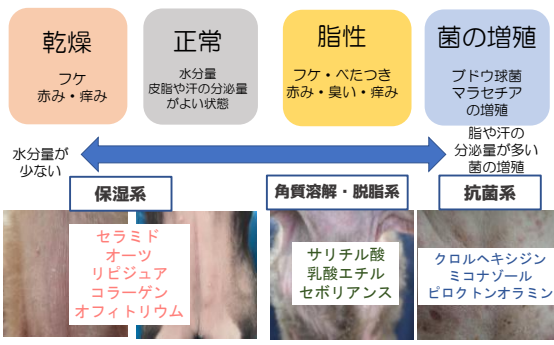 乾燥
フケ
赤み・痒み
正常
水分量
皮脂や汗の分泌量
がよい状態
脂性
フケ・べたつき
赤み・臭い・痒み
菌の増殖
ブドウ球菌
マラセチア
の増殖
水分量が
少ない
脂や汗の
分泌量が多い
菌の増殖
保湿系
角質溶解・脱脂系
抗菌系
セラミド
オーツ
リピジュア
コラーゲン
オフィトリウム
サリチル酸
乳酸エチル
セボリアンス
クロルヘキシジン
ミコナゾール
ピロクトンオラミン